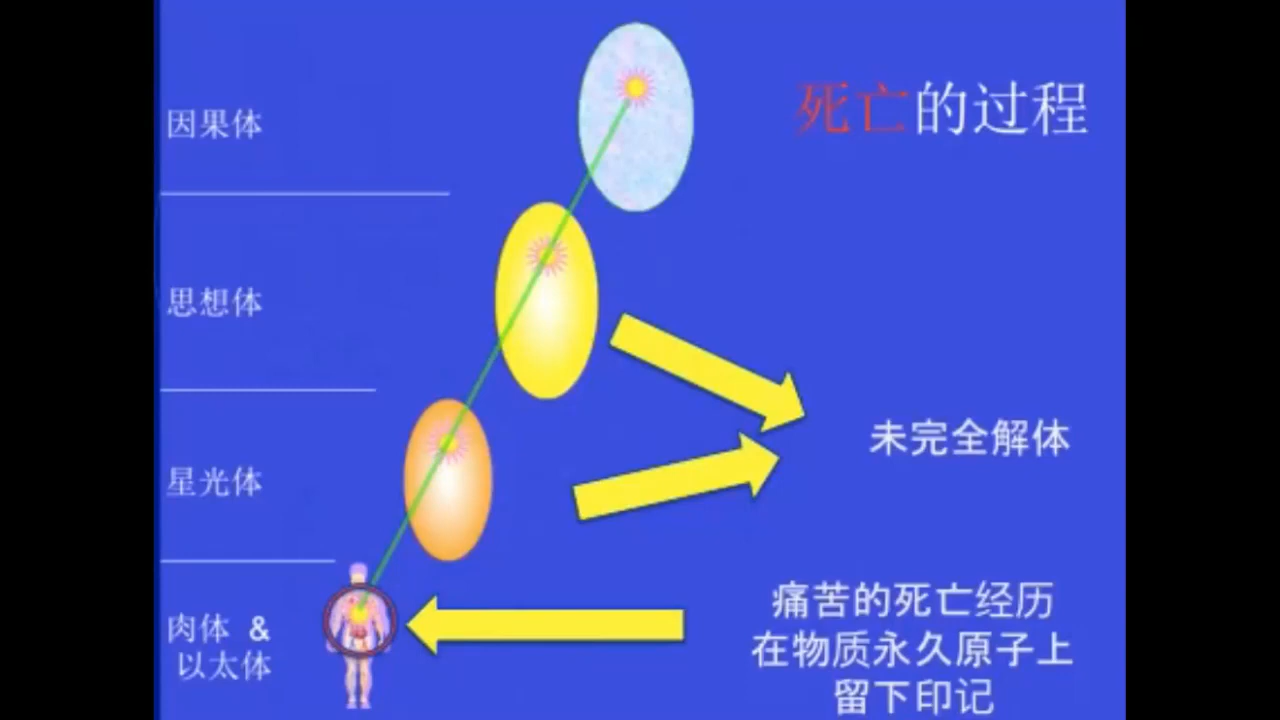 死亡的过程
因果体
思想体
未完全解体
星光体
肉体 &
以太体
痛苦的死亡经历
在物质永久原子上
留下印记